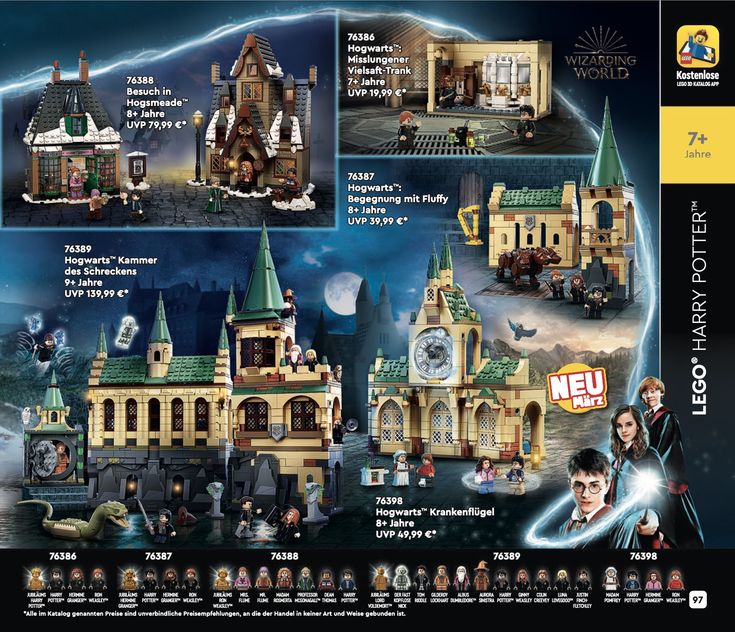 76388
Besuch in
Hogsmeade™
8+ Jahre
UVP 79,99 €*
76386
Hogwarts™:
Misslungener
Vielsaft-Trank
7+ Jahre
UVP 19,99 €*
WIZARDING
WORLD
LEGO
Kostenlose
LEGO 3D KATALOG APP
7+
Jahre
LEGO® HARRY POTTER™
76387
Hogwarts™:
Begegnung mit Fluffy
8+ Jahre
UVP 39,99 €*
76389
Hogwarts™ Kammer
des Schreckens
9+ Jahre
UVP 139,99 €*
NEU
März
76398
Hogwarts™ Krankenflügel
8+ Jahre
UVP 49,99 €*
76386
JUBILÄUMS HARRY POTTER™
HARRY POTTER™
HERMINE GRANGER™
RON WEASLEY™
76387
JUBILÄUMS HERMINE GRANGER™
HARRY POTTER™
HERMINE GRANGER™
RON WEASLEY™
76388
JUBILÄUMS RON WEASLEY™
MRS. FLUME
MR. FLUME
MADAM ROSMERTA
PROFESSOR MCGONAGALL™
DEAN THOMAS
HARRY POTTER™
76389
JUBILÄUMS LORD VOLDEMORT™
DER FAST KOPFLOSE NICK
TOM RIDDLE
GILDEROY LOCKHART
ALBUS DUMBLEDORE™
AURORA SINISTRA
HARRY POTTER™
GINNY WEASLEY
COLIN CREEVEY
LUNA LOVEGOOD™
JUSTIN FINCH-FLETCHLEY
76398
MADAM POMFREY
HARRY POTTER™
HERMINE GRANGER™
RON WEASLEY™
97
*Alle im Katalog genannten Preise sind unverbindliche Preisempfehlungen, an die der Handel in keiner Art und Weise gebunden ist.